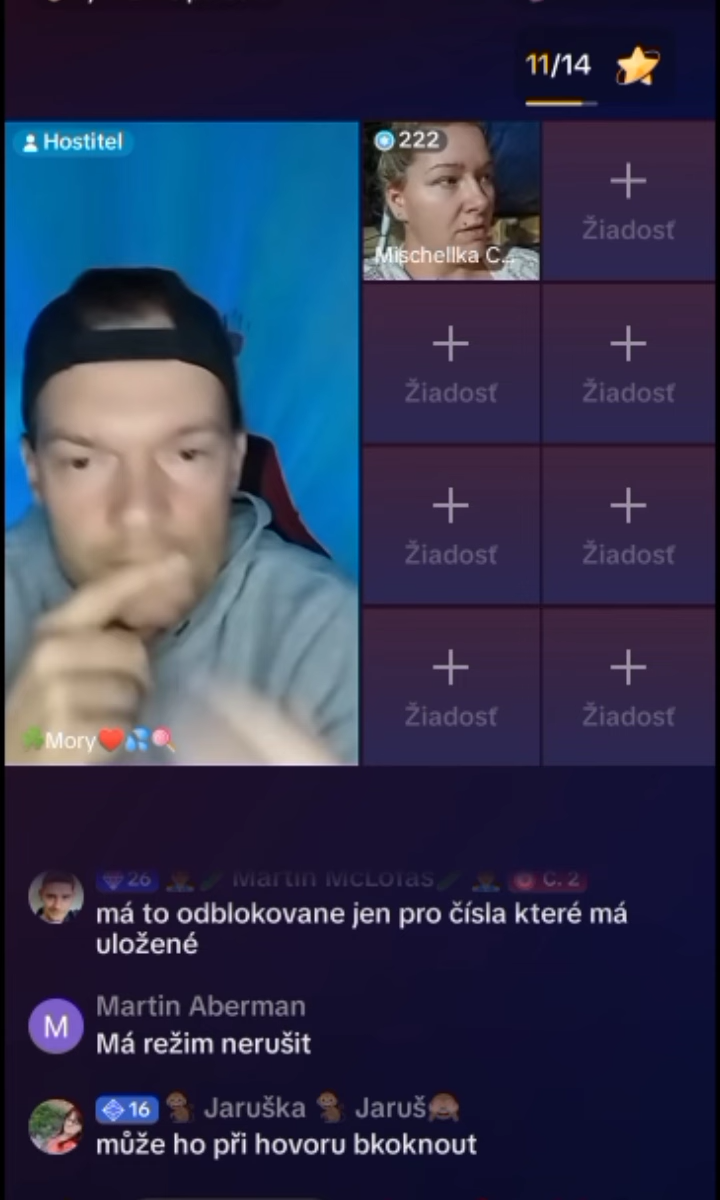 11/14
Hostitel
222
Mischellka C...
Žiadosť
Žiadosť
Žiadosť
Žiadosť
Žiadosť
Žiadosť
Žiadosť
Mory
26 Martin McLofas C. 2
má to odblokovane jen pro čísla které má
uložené
M
Martin Aberman
Má režim nerušit
16 Jaruška Jaruš
může ho při hovoru bkoknout